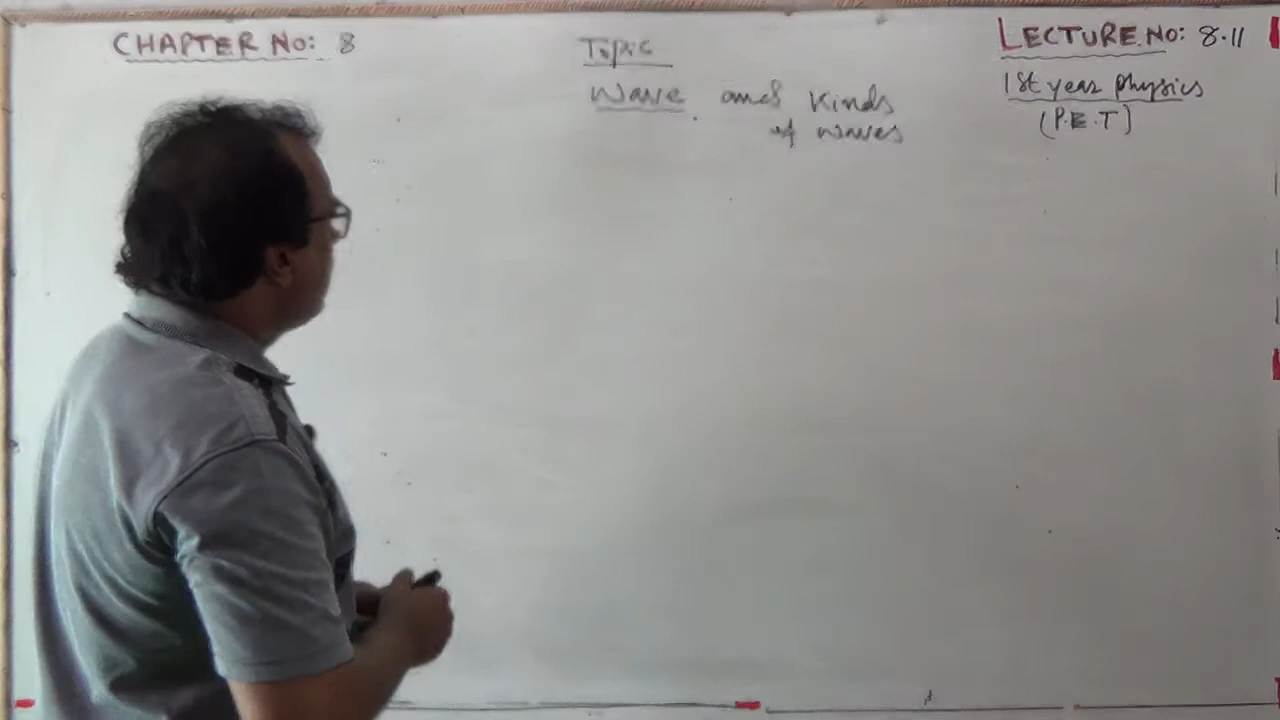 CHAPTER No: 8
Topic
Wave and Kinds
of waves
LECTURE.No: 8.11
1st year physics
(P.E.T)